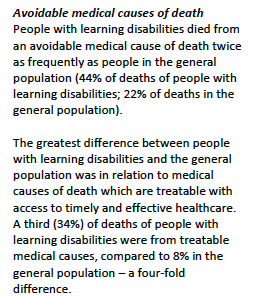 Avoidable medical causes of death
People with learning disabilities died from
an avoidable medical cause of death twice
as frequently as people in the general
population (44% of deaths of people with
learning disabilities; 22% of deaths in the
general population).

The greatest difference between people
with learning disabilities and the general
population was in relation to medical
causes of death which are treatable with
access to timely and effective healthcare.
A third (34%) of deaths of people with
learning disabilities were from treatable
medical causes, compared to 8% in the
general population – a four-fold
difference.